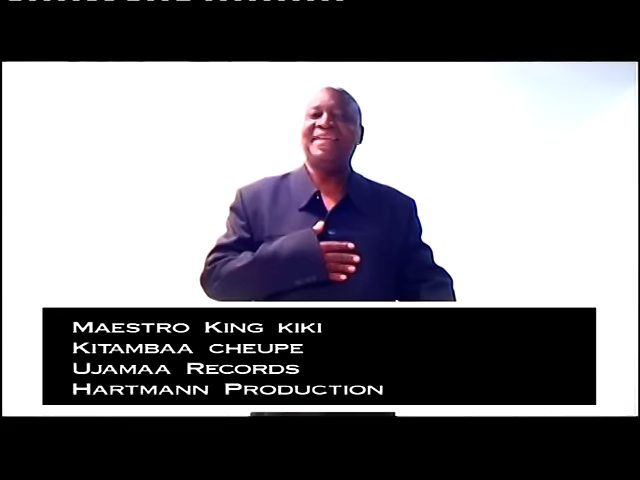 Maestro King kiki
Kitambaa cheupe
Ujamaa Records
Hartmann Production